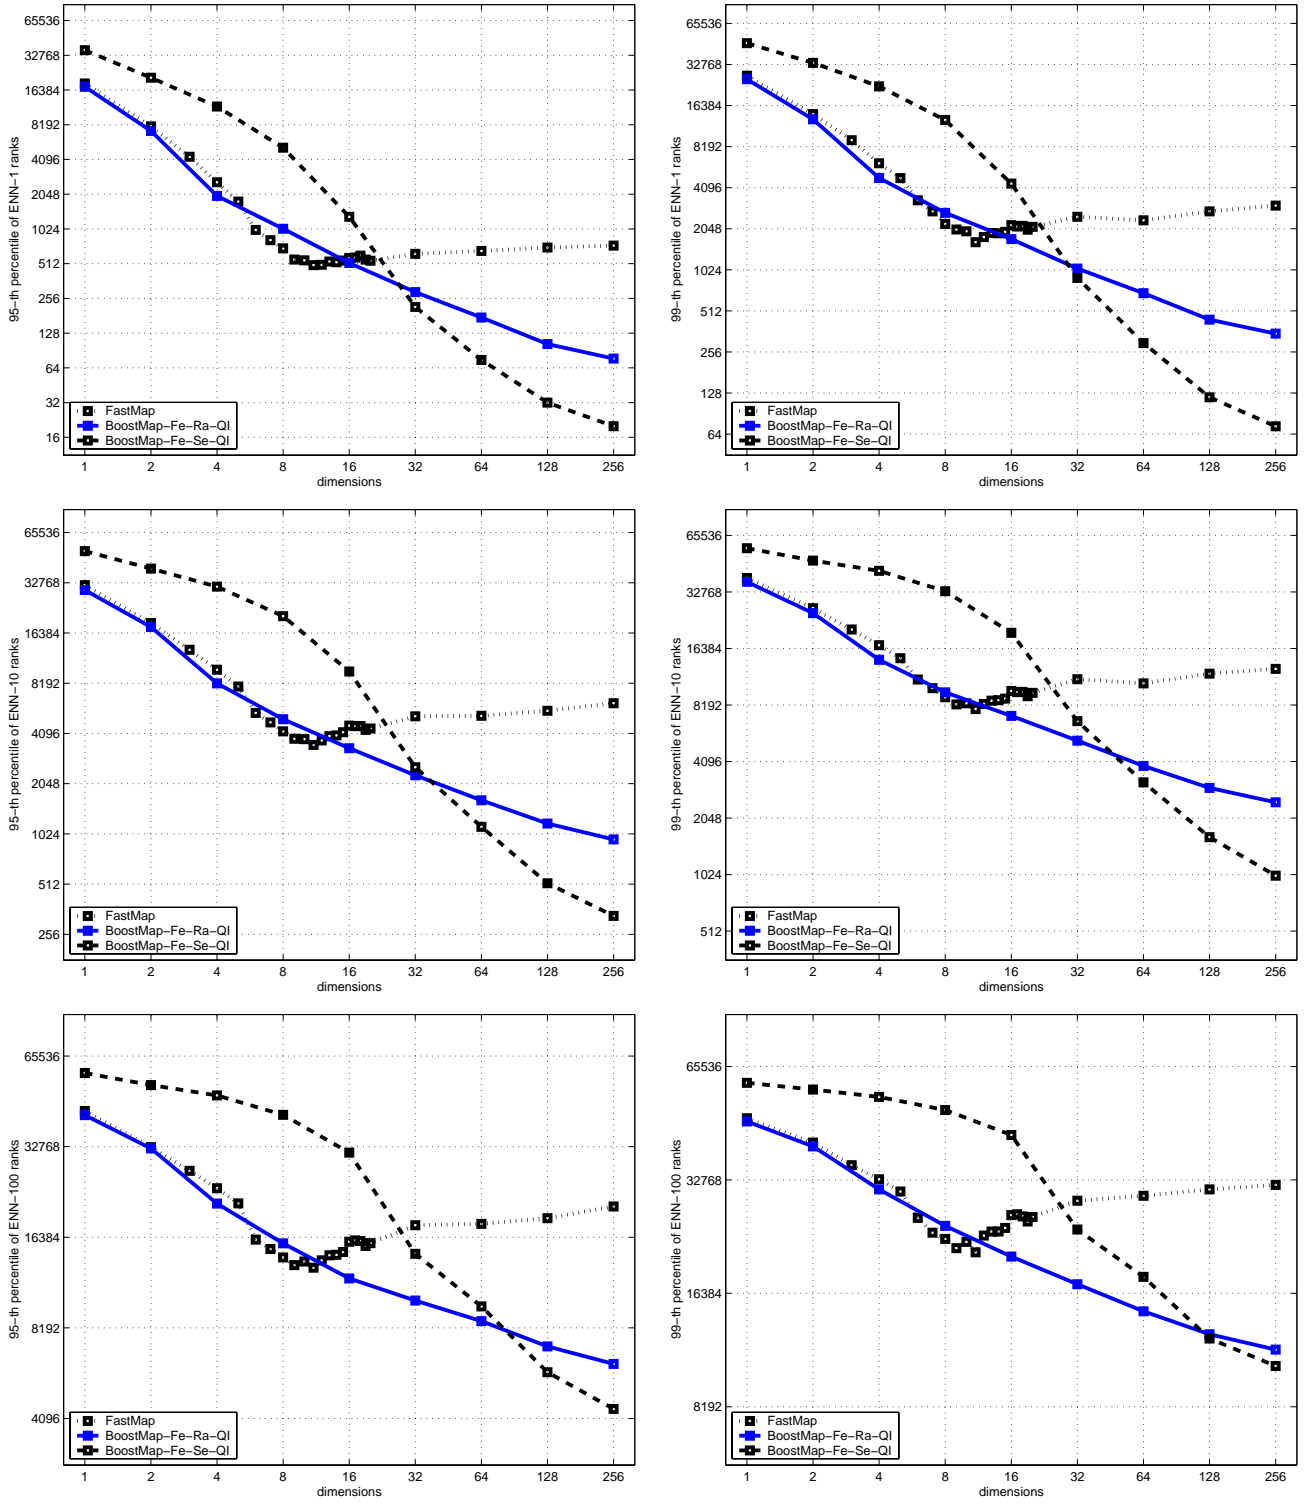 65536
32768
16384
8192
4096
2048
1024
512
256
128
64
32
16
95−th percentile of ENN−1 ranks
FastMap
BoostMap−Fe−Ra−QI
BoostMap−Fe−Se−QI
1 2 4 8 16 32 64 128 256
dimensions
65536
32768
16384
8192
4096
2048
1024
512
256
128
64
99−th percentile of ENN−1 ranks
FastMap
BoostMap−Fe−Ra−QI
BoostMap−Fe−Se−QI
1 2 4 8 16 32 64 128 256
dimensions
65536
32768
16384
8192
4096
2048
1024
512
256
95−th percentile of ENN−10 ranks
FastMap
BoostMap−Fe−Ra−QI
BoostMap−Fe−Se−QI
1 2 4 8 16 32 64 128 256
dimensions
65536
32768
16384
8192
4096
2048
1024
512
99−th percentile of ENN−10 ranks
FastMap
BoostMap−Fe−Ra−QI
BoostMap−Fe−Se−QI
1 2 4 8 16 32 64 128 256
dimensions
65536
32768
16384
8192
4096
95−th percentile of ENN−100 ranks
FastMap
BoostMap−Fe−Ra−QI
BoostMap−Fe−Se−QI
1 2 4 8 16 32 64 128 256
dimensions
65536
32768
16384
8192
99−th percentile of ENN−100 ranks
FastMap
BoostMap−Fe−Ra−QI
BoostMap−Fe−Se−QI
1 2 4 8 16 32 64 128 256
dimensions